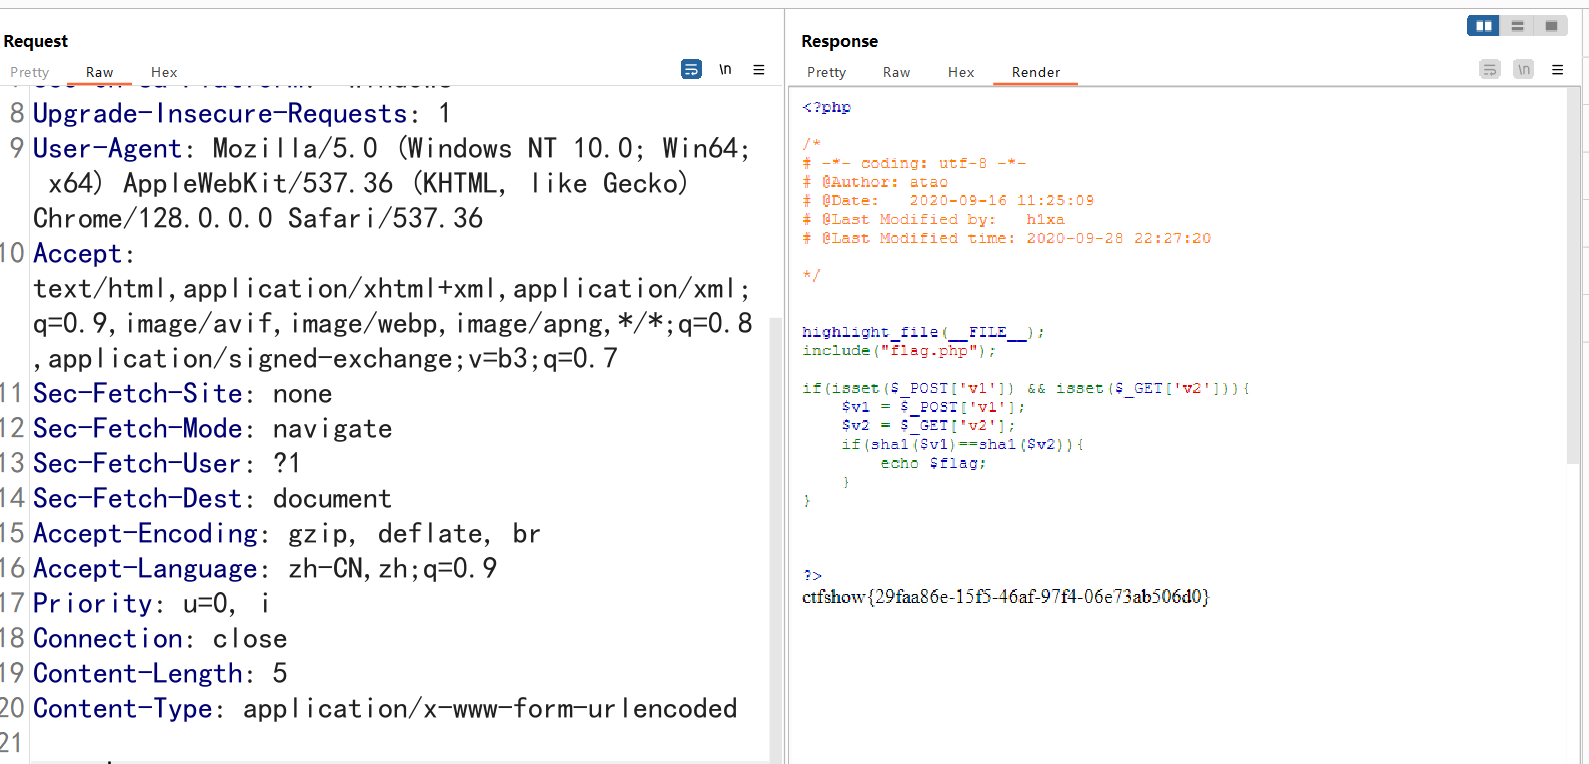 Request
Pretty Raw Hex
\n
8 Upgrade-Insecure-Requests: 1
9 User-Agent: Mozilla/5.0 (Windows NT 10.0; Win64;
x64) AppleWebKit/537.36 (KHTML, like Gecko)
Chrome/128.0.0.0 Safari/537.36
10 Accept:
text/html,application/xhtml+xml,application/xml;
q=0.9,image/avif,image/webp,image/apng,*/*;q=0.8
,application/signed-exchange;v=b3;q=0.7
11 Sec-Fetch-Site: none
12 Sec-Fetch-Mode: navigate
13 Sec-Fetch-User: ?1
14 Sec-Fetch-Dest: document
15 Accept-Encoding: gzip, deflate, br
16 Accept-Language: zh-CN,zh;q=0.9
17 Priority: u=0, i
18 Connection: close
19 Content-Length: 5
20 Content-Type: application/x-www-form-urlencoded
21
Response
Pretty Raw Hex Render
\n
<?php
/*
# -*- coding: utf-8 -*-
# @Author: atao
# @Date:   2020-09-16 11:25:09
# @Last Modified by:   h1xa
# @Last Modified time: 2020-09-28 22:27:20
*/
highlight_file(__FILE__);
include("flag.php");
if(isset($_POST['v1']) && isset($_GET['v2'])){
    $v1 = $_POST['v1'];
    $v2 = $_GET['v2'];
    if(sha1($v1)==sha1($v2)){
        echo $flag;
    }
}
?>
ctfshow{29faa86e-15f5-46af-97f4-06e73ab506d0}